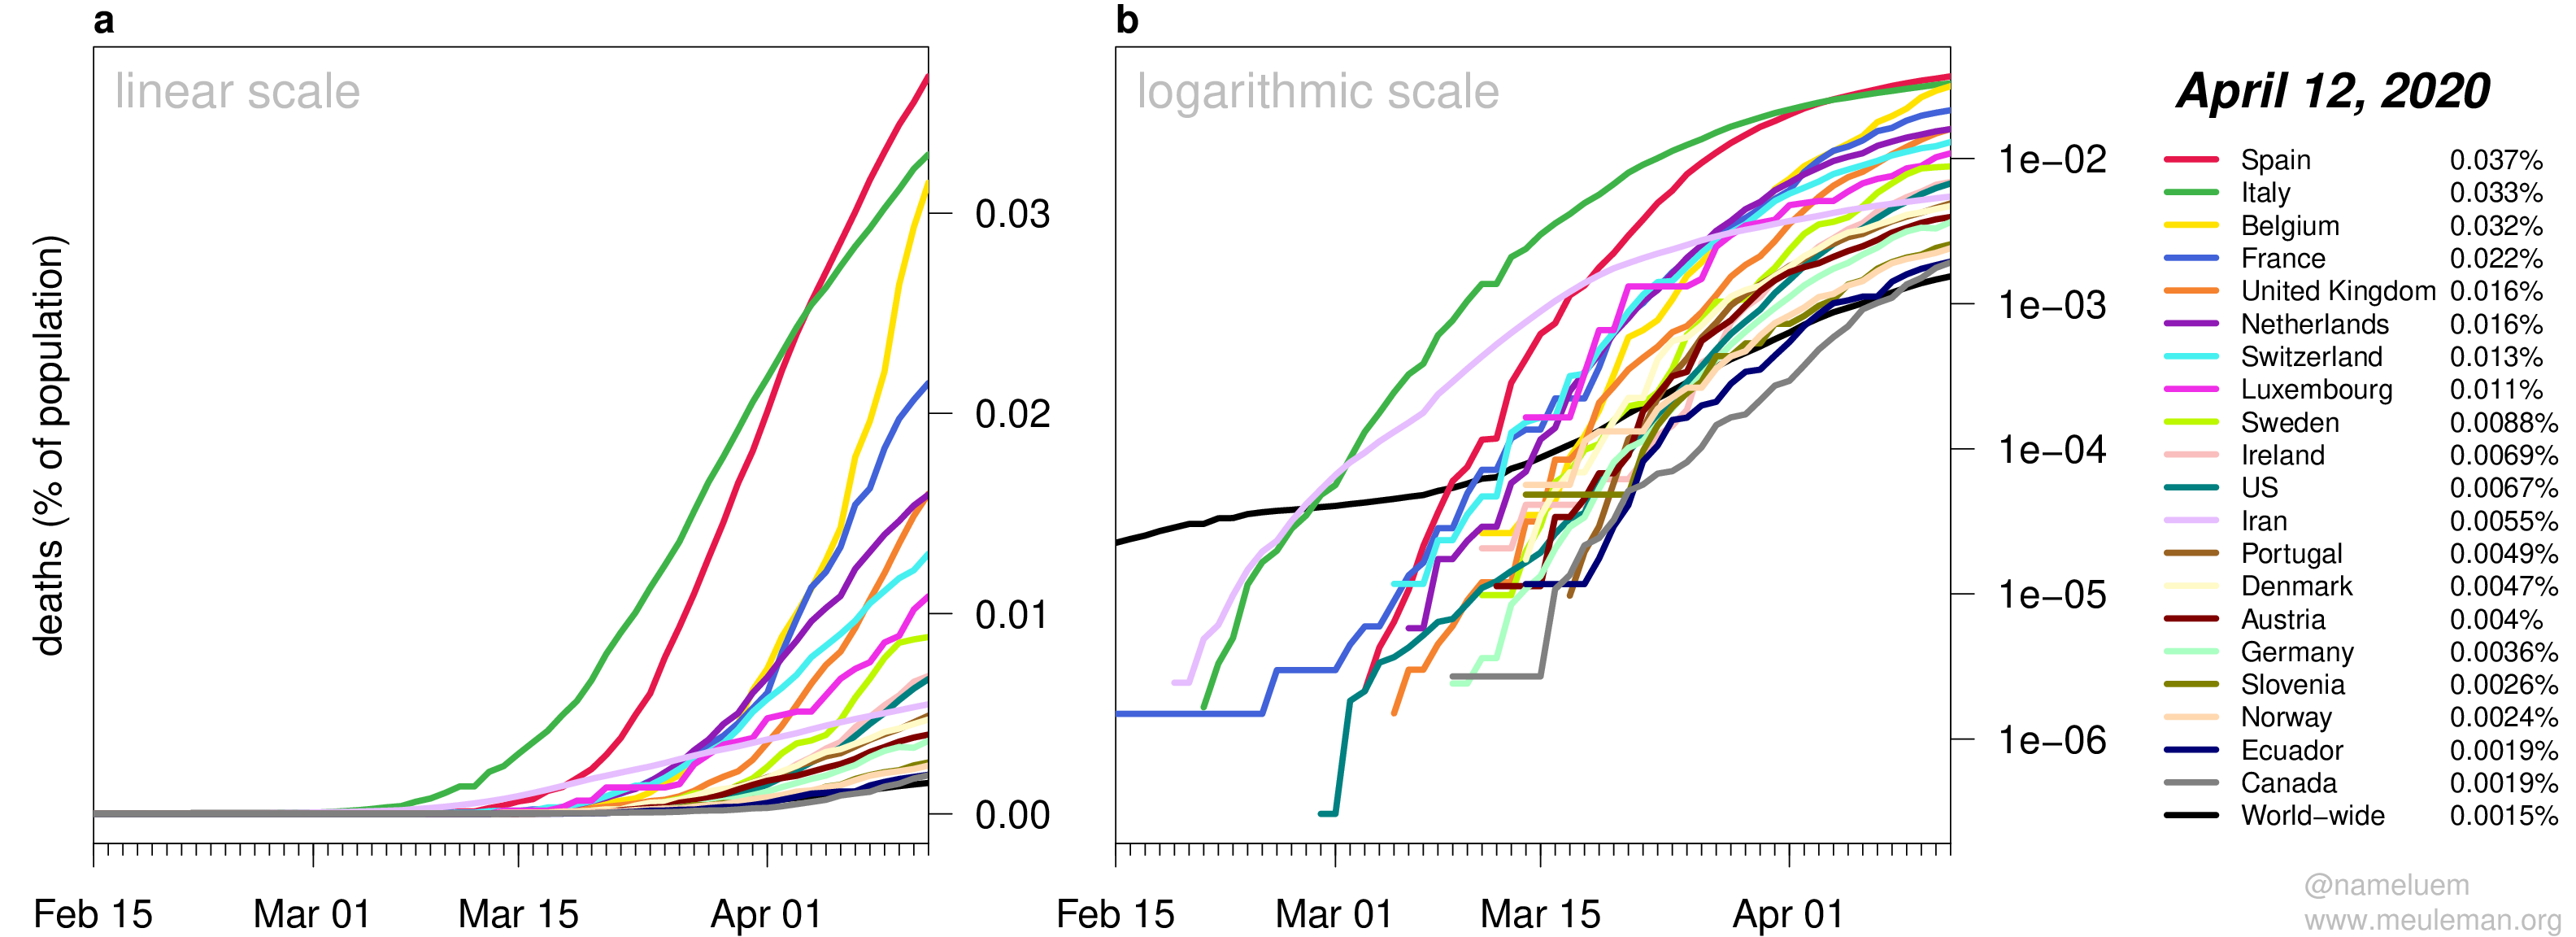 a
linear scale
deaths (% of population)
0.03
0.02
0.01
0.00
Feb 15 Mar 01 Mar 15 Apr 01
b
logarithmic scale
1e−02
1e−03
1e−04
1e−05
1e−06
Feb 15 Mar 01 Mar 15 Apr 01
April 12, 2020
Spain 0.037%
Italy 0.033%
Belgium 0.032%
France 0.022%
United Kingdom 0.016%
Netherlands 0.016%
Switzerland 0.013%
Luxembourg 0.011%
Sweden 0.0088%
Ireland 0.0069%
US 0.0067%
Iran 0.0055%
Portugal 0.0049%
Denmark 0.0047%
Austria 0.004%
Germany 0.0036%
Slovenia 0.0026%
Norway 0.0024%
Ecuador 0.0019%
Canada 0.0019%
World−wide 0.0015%
@nameluem
www.meuleman.org